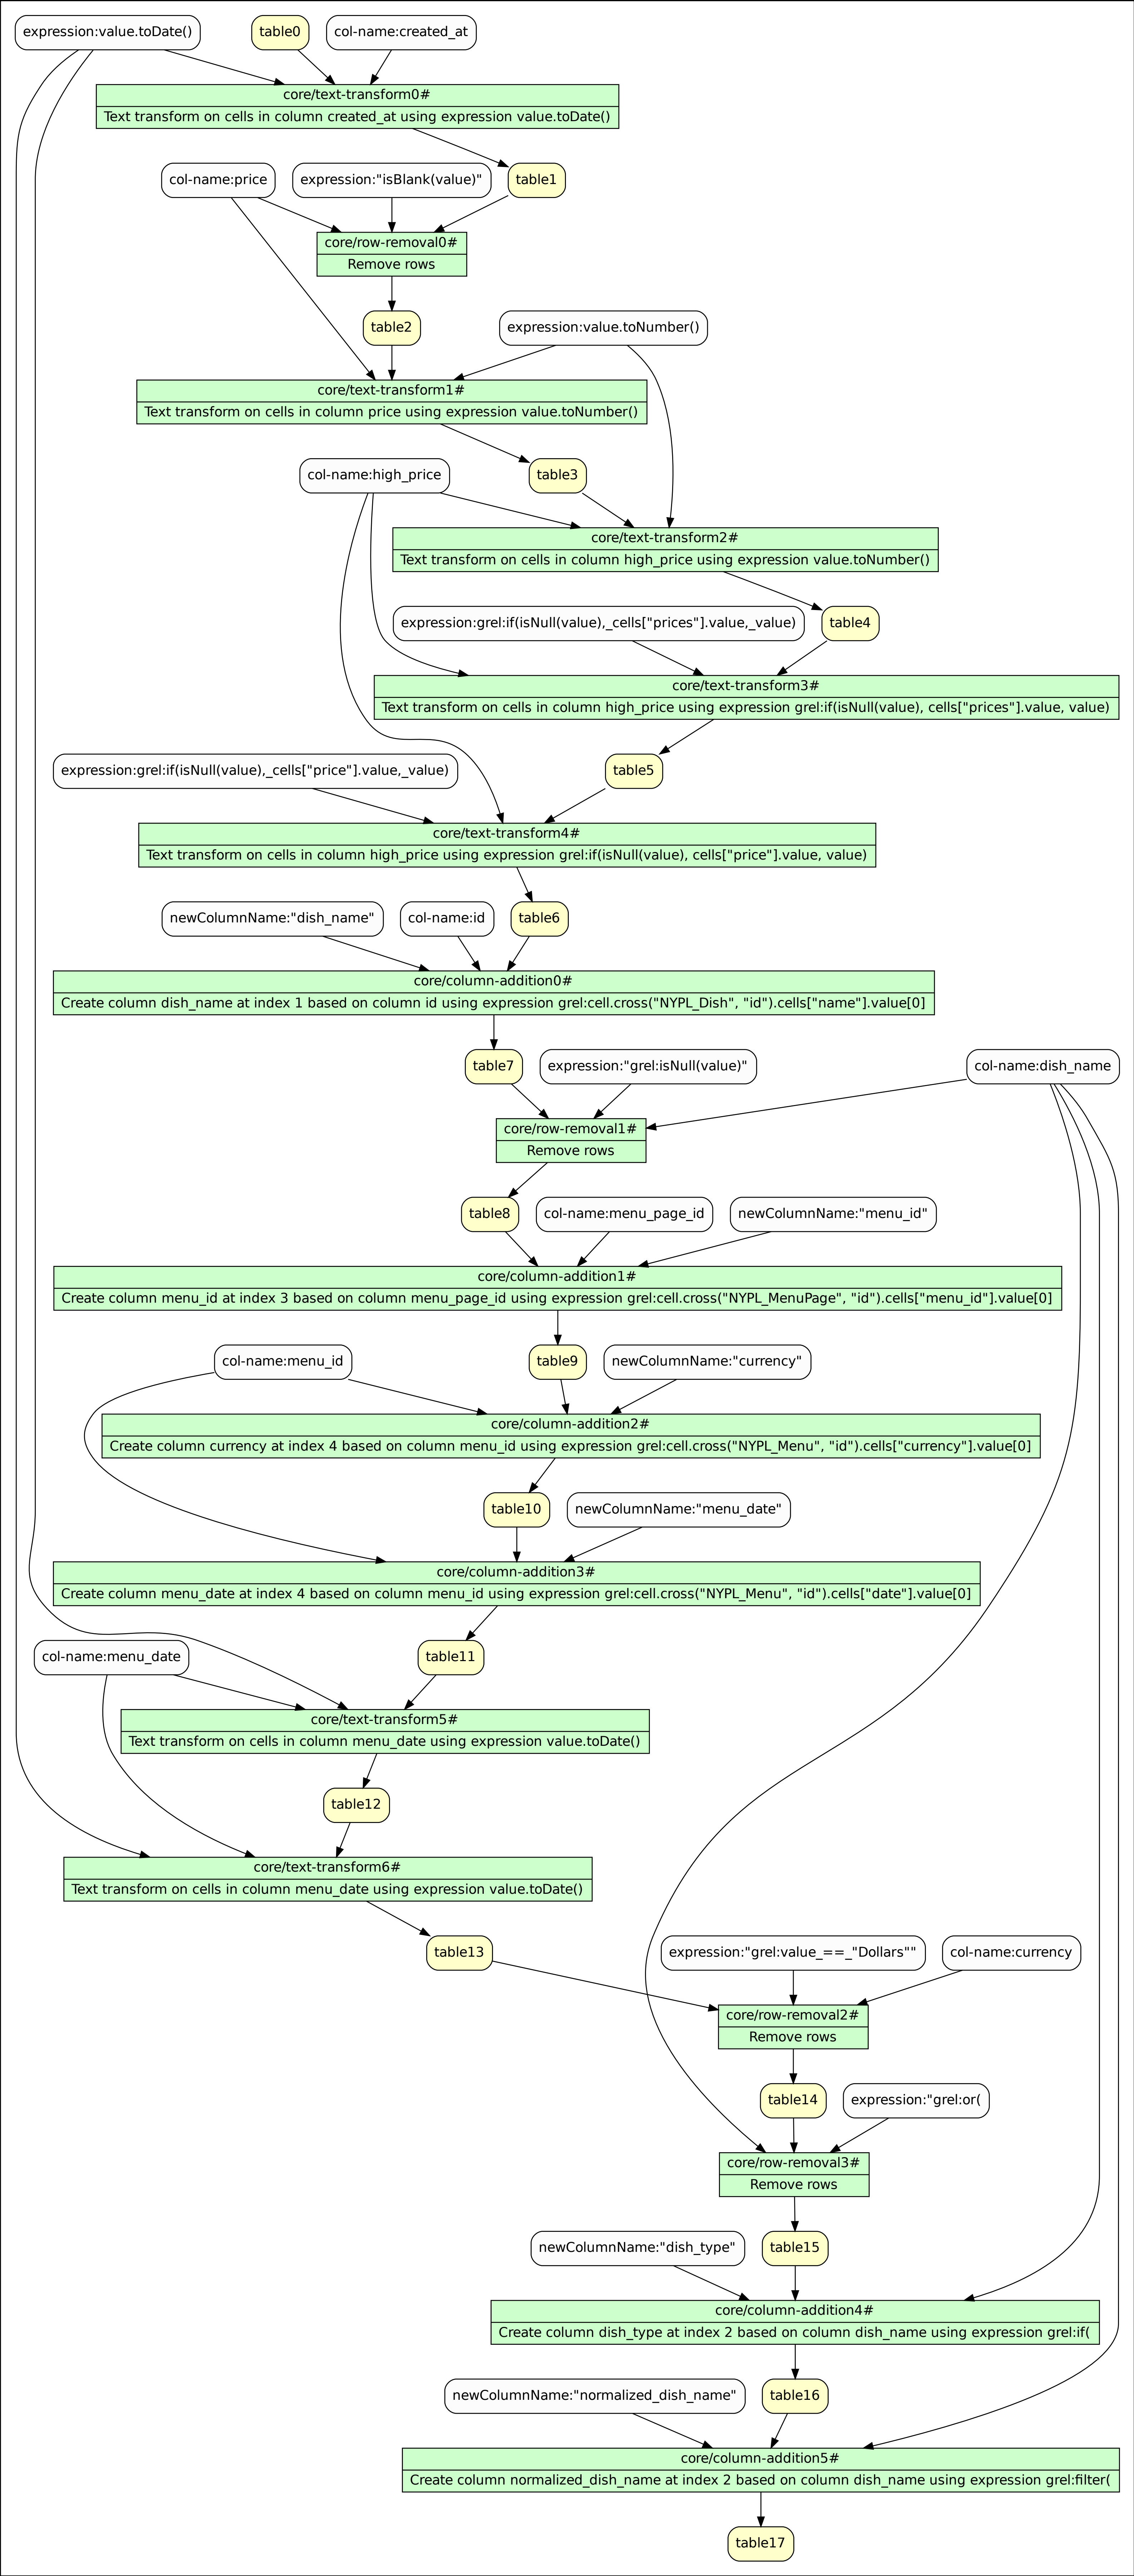 expression:value.toDate()
table0
col-name:created_at
core/text-transform0#
Text transform on cells in column created_at using expression value.toDate()
col-name:price
expression:"isBlank(value)"
table1
core/row-removal0#
Remove rows
table2
expression:value.toNumber()
core/text-transform1#
Text transform on cells in column price using expression value.toNumber()
col-name:high_price
table3
core/text-transform2#
Text transform on cells in column high_price using expression value.toNumber()
expression:grel:if(isNull(value),_cells["prices"].value,_value)
table4
core/text-transform3#
Text transform on cells in column high_price using expression grel:if(isNull(value), cells["prices"].value, value)
expression:grel:if(isNull(value),_cells["price"].value,_value)
table5
core/text-transform4#
Text transform on cells in column high_price using expression grel:if(isNull(value), cells["price"].value, value)
newColumnName:"dish_name"
col-name:id
table6
core/column-addition0#
Create column dish_name at index 1 based on column id using expression grel:cell.cross("NYPL_Dish", "id").cells["name"].value[0]
table7
expression:"grel:isNull(value)"
col-name:dish_name
core/row-removal1#
Remove rows
table8
col-name:menu_page_id
newColumnName:"menu_id"
core/column-addition1#
Create column menu_id at index 3 based on column menu_page_id using expression grel:cell.cross("NYPL_MenuPage", "id").cells["menu_id"].value[0]
col-name:menu_id
table9
newColumnName:"currency"
core/column-addition2#
Create column currency at index 4 based on column menu_id using expression grel:cell.cross("NYPL_Menu", "id").cells["currency"].value[0]
table10
newColumnName:"menu_date"
core/column-addition3#
Create column menu_date at index 4 based on column menu_id using expression grel:cell.cross("NYPL_Menu", "id").cells["date"].value[0]
col-name:menu_date
table11
core/text-transform5#
Text transform on cells in column menu_date using expression value.toDate()
table12
core/text-transform6#
Text transform on cells in column menu_date using expression value.toDate()
table13
expression:"grel:value_==_"Dollars""
col-name:currency
core/row-removal2#
Remove rows
table14
expression:"grel:or(
core/row-removal3#
Remove rows
newColumnName:"dish_type"
table15
core/column-addition4#
Create column dish_type at index 2 based on column dish_name using expression grel:if(
newColumnName:"normalized_dish_name"
table16
core/column-addition5#
Create column normalized_dish_name at index 2 based on column dish_name using expression grel:filter(
table17